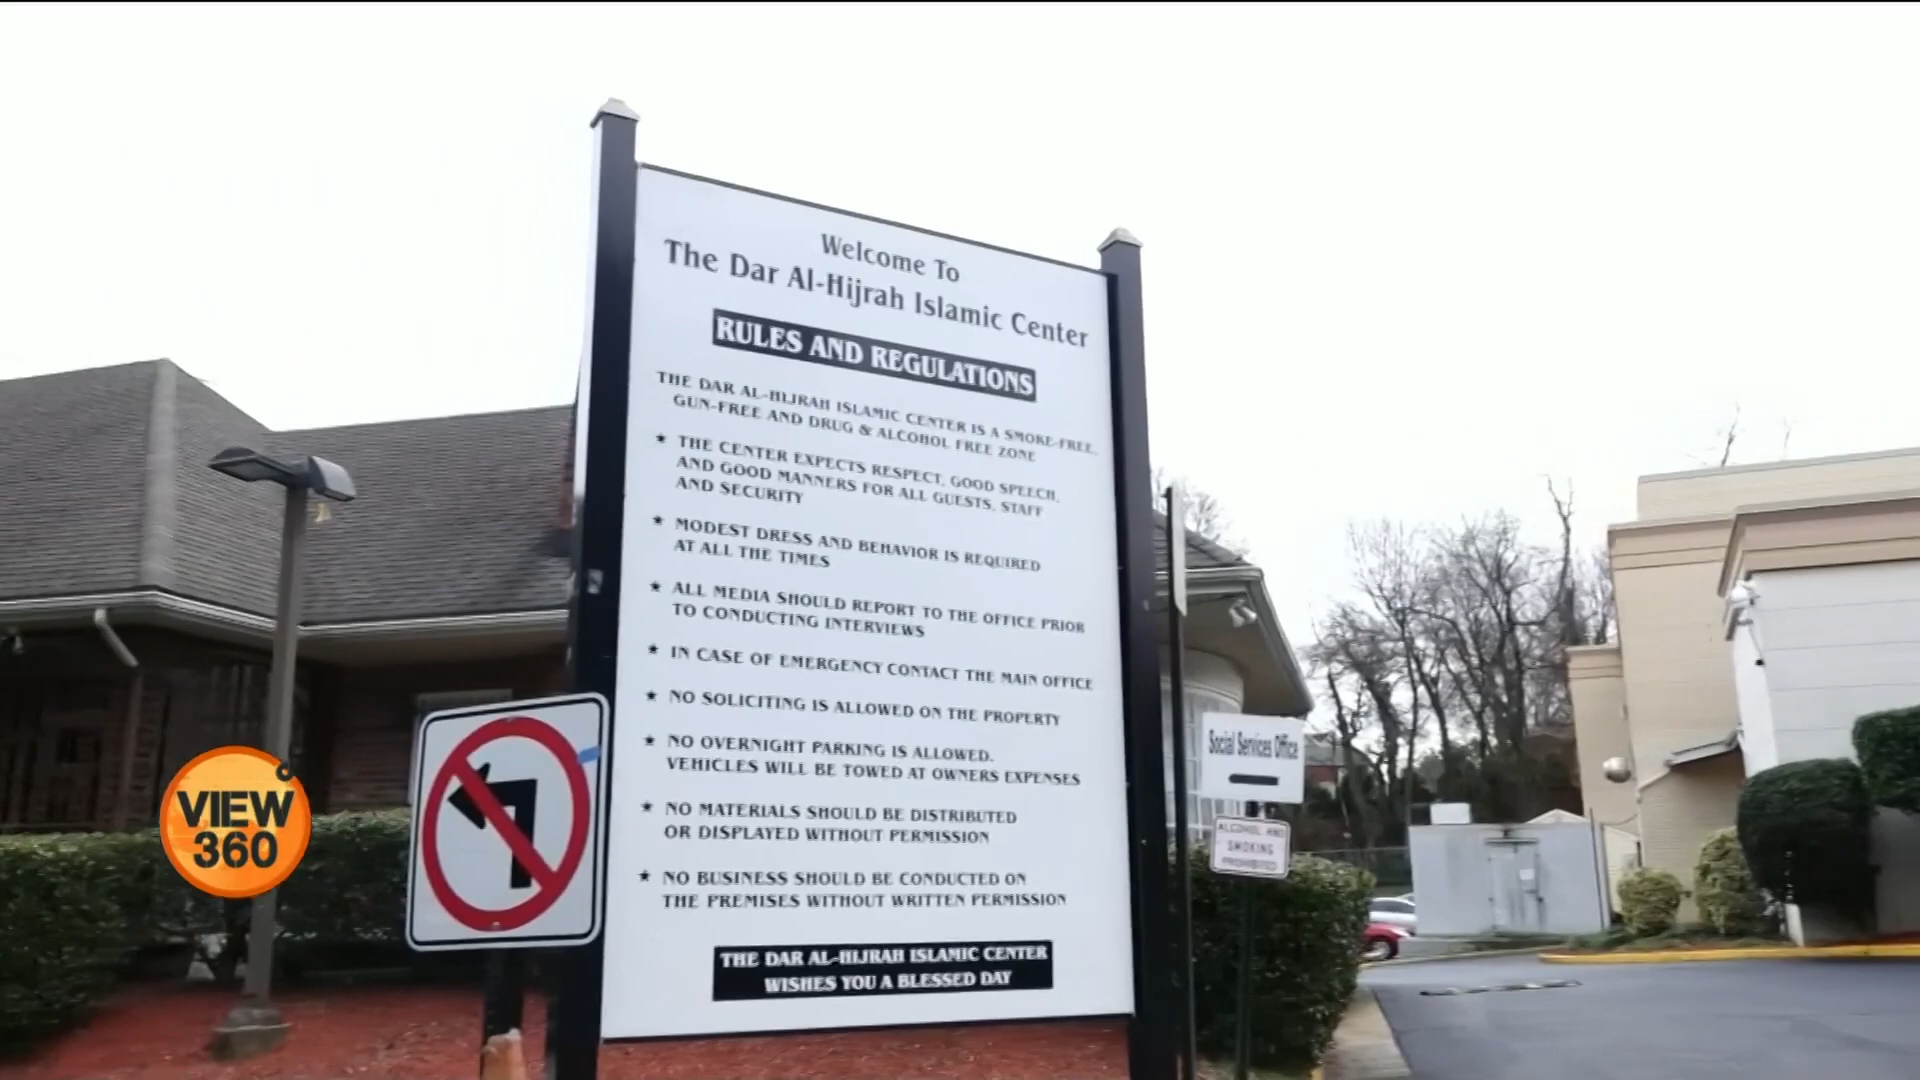 Welcome To
The Dar Al-Hijrah Islamic Center
RULES AND REGULATIONS
THE DAR AL-HIJRAH ISLAMIC CENTER IS A SMOKE-FREE,
GUN-FREE AND DRUG & ALCOHOL FREE ZONE
★ THE CENTER EXPECTS RESPECT, GOOD SPEECH,
AND GOOD MANNERS FOR ALL GUESTS, STAFF
AND SECURITY
★ MODEST DRESS AND BEHAVIOR IS REQUIRED
AT ALL THE TIMES
★ ALL MEDIA SHOULD REPORT TO THE OFFICE PRIOR
TO CONDUCTING INTERVIEWS
★ IN CASE OF EMERGENCY CONTACT THE MAIN OFFICE
★ NO SOLICITING IS ALLOWED ON THE PROPERTY
★ NO OVERNIGHT PARKING IS ALLOWED.
VEHICLES WILL BE TOWED AT OWNERS EXPENSES
★ NO MATERIALS SHOULD BE DISTRIBUTED
OR DISPLAYED WITHOUT PERMISSION
★ NO BUSINESS SHOULD BE CONDUCTED ON
THE PREMISES WITHOUT WRITTEN PERMISSION
THE DAR AL-HIJRAH ISLAMIC CENTER
WISHES YOU A BLESSED DAY
Social Services Office
ALCOHOL AND
SMOKING
PROHIBITED
VIEW
360